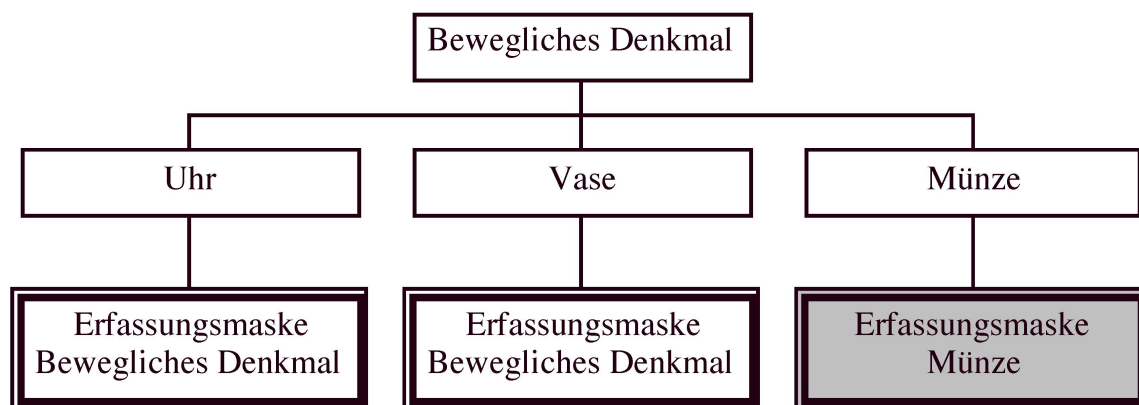 Bewegliches Denkmal
Uhr
Vase
Münze
Erfassungsmaske
Bewegliches Denkmal
Erfassungsmaske
Bewegliches Denkmal
Erfassungsmaske
Münze